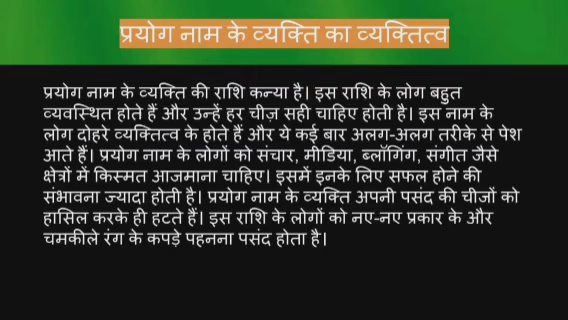 प्रयोग नाम के व्यक्ति का व्यक्तित्व
प्रयोग नाम के व्यक्ति की राशि कन्या है। इस राशि के लोग बहुत
व्यवस्थित होते हैं और उन्हें हर चीज़ सही चाहिए होती है। इस नाम के
लोग दोहरे व्यक्तित्व के होते हैं और ये कई बार अलग-अलग तरीके से पेश
आते हैं। प्रयोग नाम के लोगों को संचार, मीडिया, ब्लॉगिंग, संगीत जैसे
क्षेत्रों में किस्मत आजमाना चाहिए। इसमें इनके लिए सफल होने की
संभावना ज्यादा होती है। प्रयोग नाम के व्यक्ति अपनी पसंद की चीजों को
हासिल करके ही हटते हैं। इस राशि के लोगों को नए-नए प्रकार के और
चमकीले रंग के कपड़े पहनना पसंद होता है।